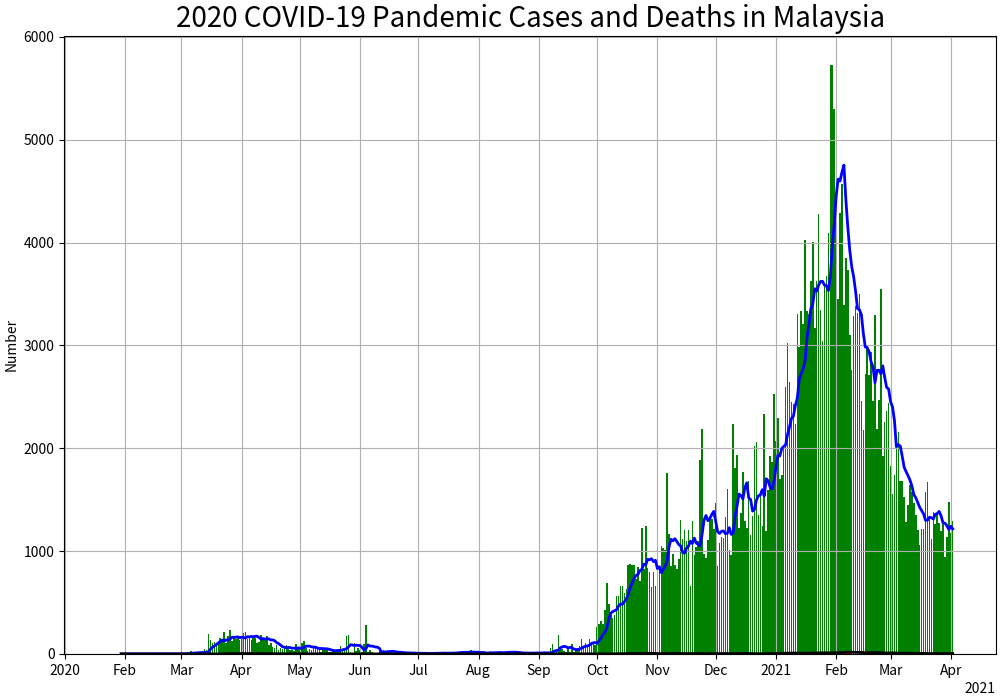 2020 COVID-19 Pandemic Cases and Deaths in Malaysia
6000
5000
4000
3000
2000
1000
0
Number
2020 Feb Mar Apr May Jun Jul Aug Sep Oct Nov Dec 2021 Feb Mar Apr
2021